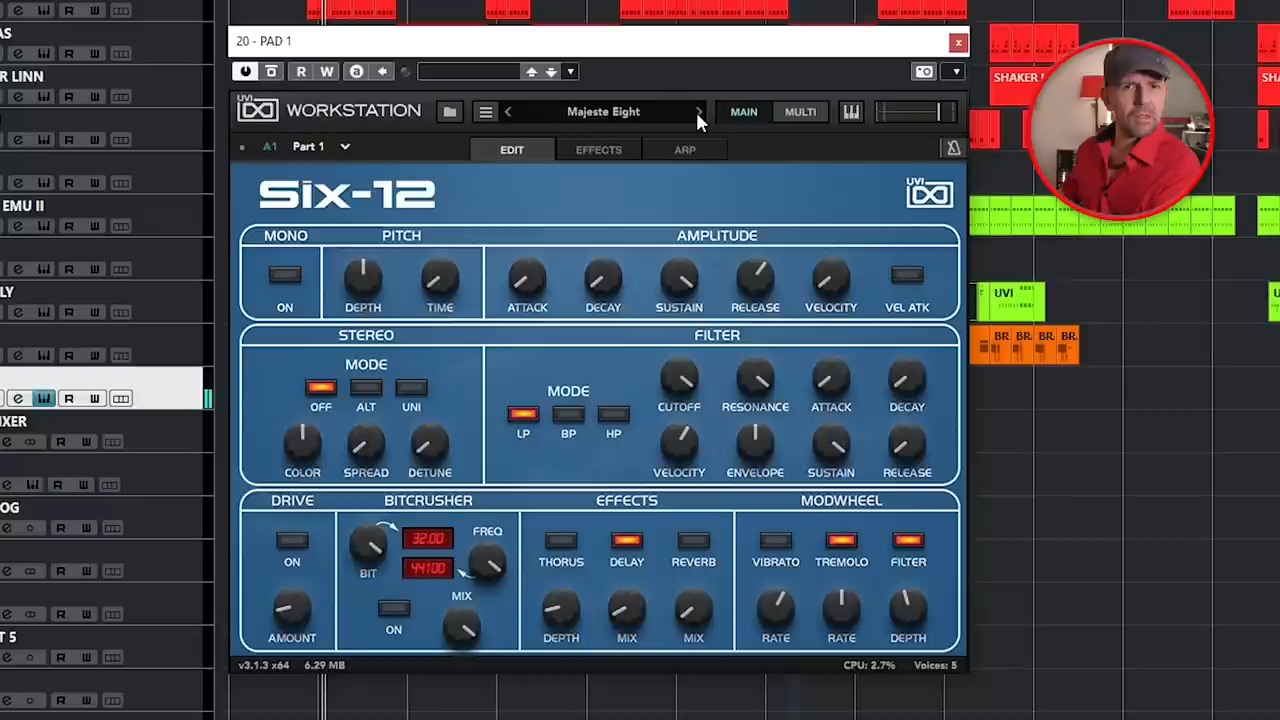 AS
R LINN
EMU II
LY
IXER
OG
T 5
R W
R W
R W
R W
20 - PAD 1
x
R W a
UVI WORKSTATION
Majeste Eight
MAIN MULTI
A1 Part 1
EDIT EFFECTS ARP
Six-12
UVI
MONO PITCH AMPLITUDE
ON DEPTH TIME ATTACK DECAY SUSTAIN RELEASE VELOCITY VEL ATK
STEREO FILTER
MODE
OFF ALT UNI
COLOR SPREAD DETUNE
MODE
LP BP HP
CUTOFF RESONANCE ATTACK DECAY
VELOCITY ENVELOPE SUSTAIN RELEASE
DRIVE BITCRUSHER EFFECTS MODWHEEL
ON
AMOUNT
BIT 32.00 FREQ
44100
MIX
ON
THORUS DELAY REVERB
DEPTH MIX MIX
VIBRATO TREMOLO FILTER
RATE RATE DEPTH
v3.1.3 x64 6.29 MB CPU: 2.7% Voices: 5
SHAKER
SHA
UVI
U
BR BR. BR. BR.